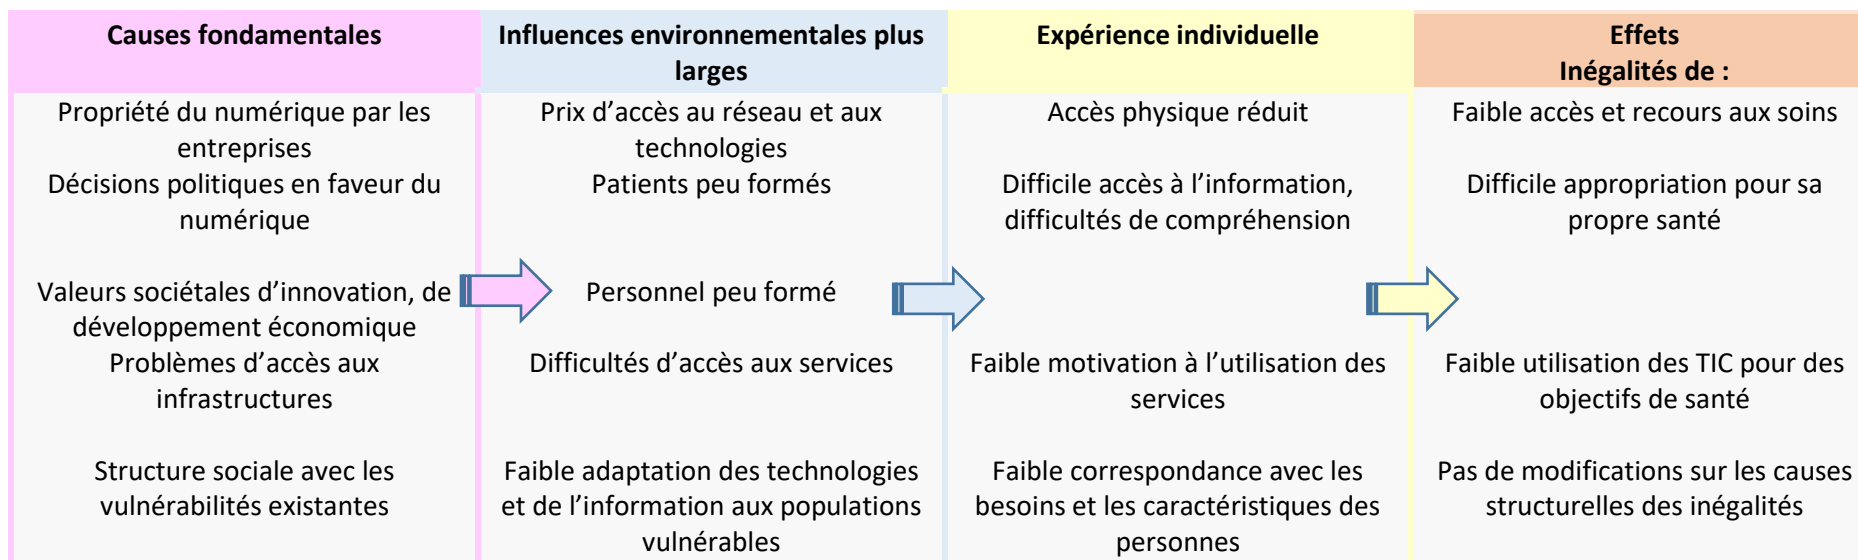 Causes fondamentales
Influences environnementales plus
larges
Expérience individuelle
Effets
Inégalités de :
Propriété du numérique par les
entreprises
Décisions politiques en faveur du
numérique
Valeurs sociétales d’innovation, de
développement économique
Problèmes d’accès aux
infrastructures
Structure sociale avec les
vulnérabilités existantes
Prix d’accès au réseau et aux
technologies
Patients peu formés
Personnel peu formé
Difficultés d’accès aux services
Faible adaptation des technologies
et de l’information aux populations
vulnérables
Accès physique réduit
Difficile accès à l’information,
difficultés de compréhension
Faible motivation à l’utilisation des
services
Faible correspondance avec les
besoins et les caractéristiques des
personnes
Faible accès et recours aux soins
Difficile appropriation pour sa
propre santé
Faible utilisation des TIC pour des
objectifs de santé
Pas de modifications sur les causes
structurelles des inégalités